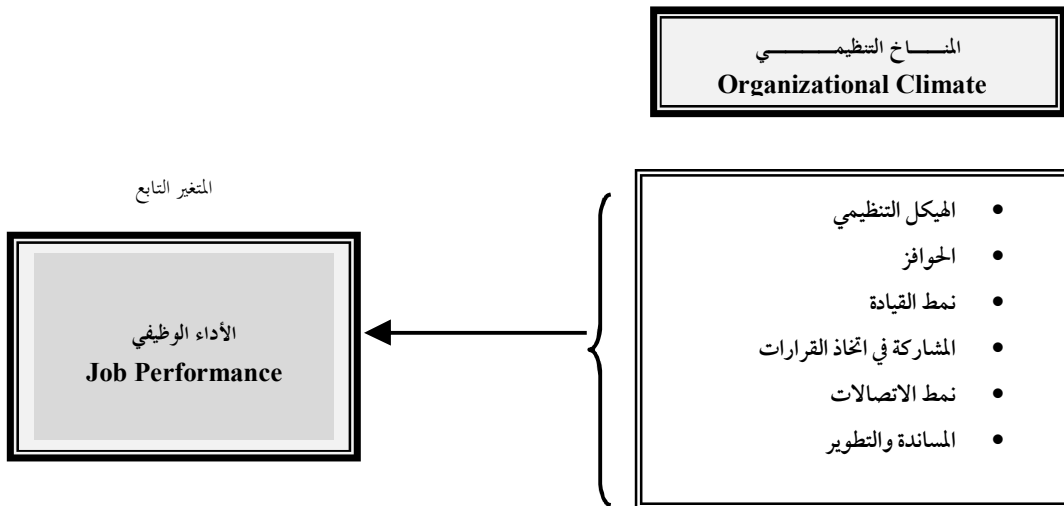 المنـــــاخ التنظيمـــــــــي
Organizational Climate
الهيكل التنظيمي
الحوافز
نمط القيادة
المشاركة في اتخاذ القرارات
نمط الاتصالات
المساندة والتطوير
المتغير التابع
الأداء الوظيفي
Job Performance